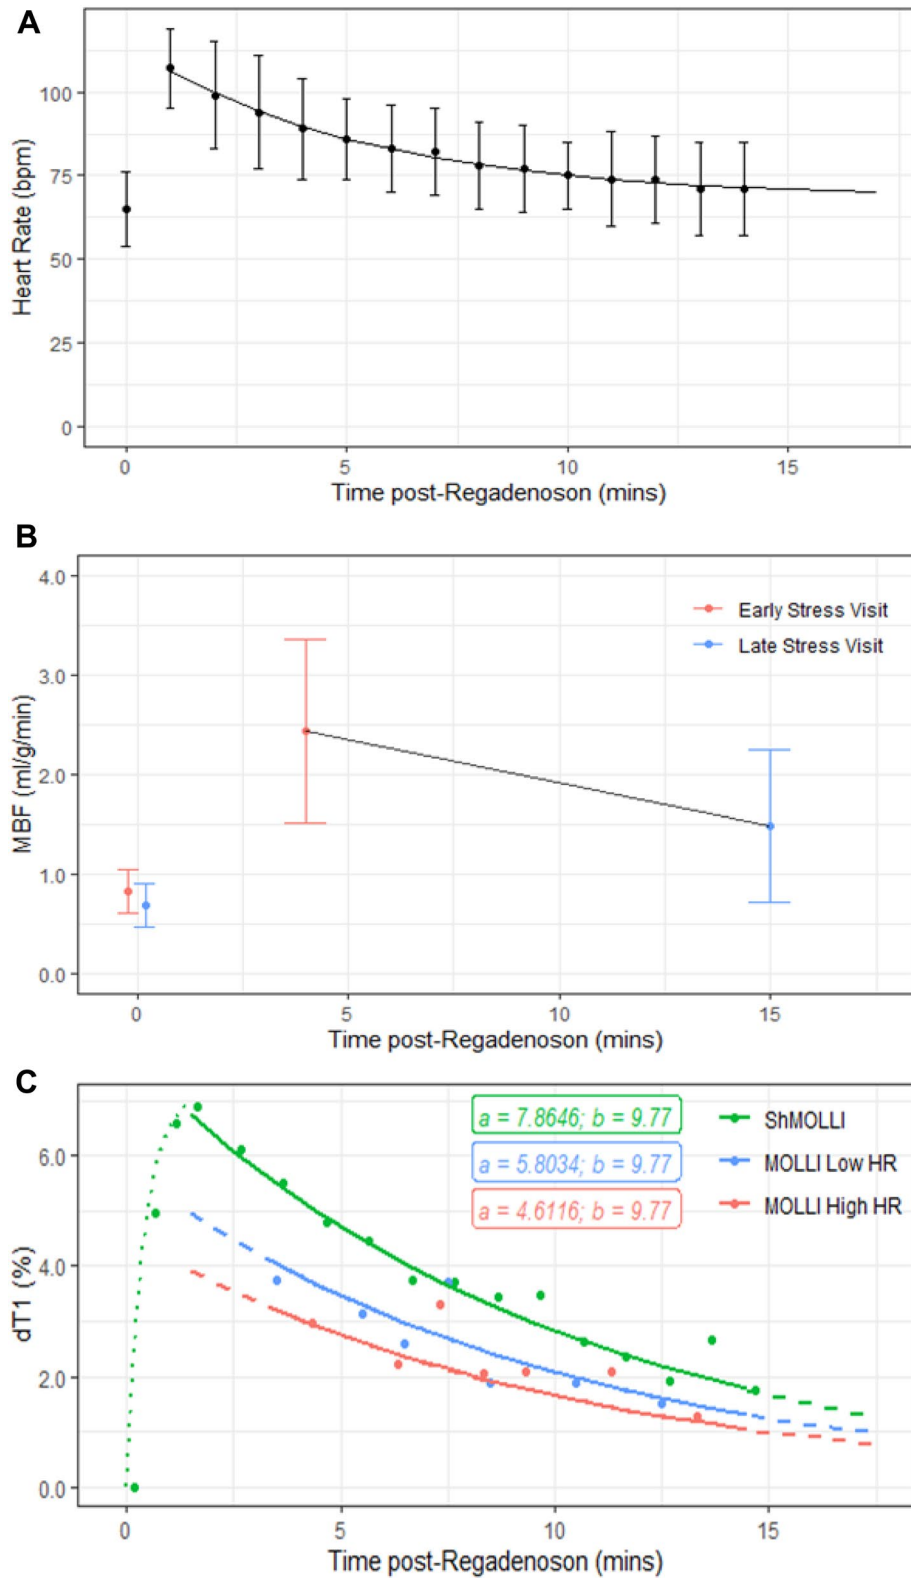 A
Heart Rate (bpm)
100
75
50
25
0
0 5 10 15
Time post-Regadenoson (mins)
B
MBF (ml/g/min)
4.0
3.0
2.0
1.0
0.0
Early Stress Visit
Late Stress Visit
0 5 10 15
Time post-Regadenoson (mins)
C
dT1 (%)
6.0
4.0
2.0
0.0
a = 7.8646; b = 9.77
a = 5.8034; b = 9.77
a = 4.6116; b = 9.77
ShMOLLI
MOLLI Low HR
MOLLI High HR
0 5 10 15
Time post-Regadenoson (mins)